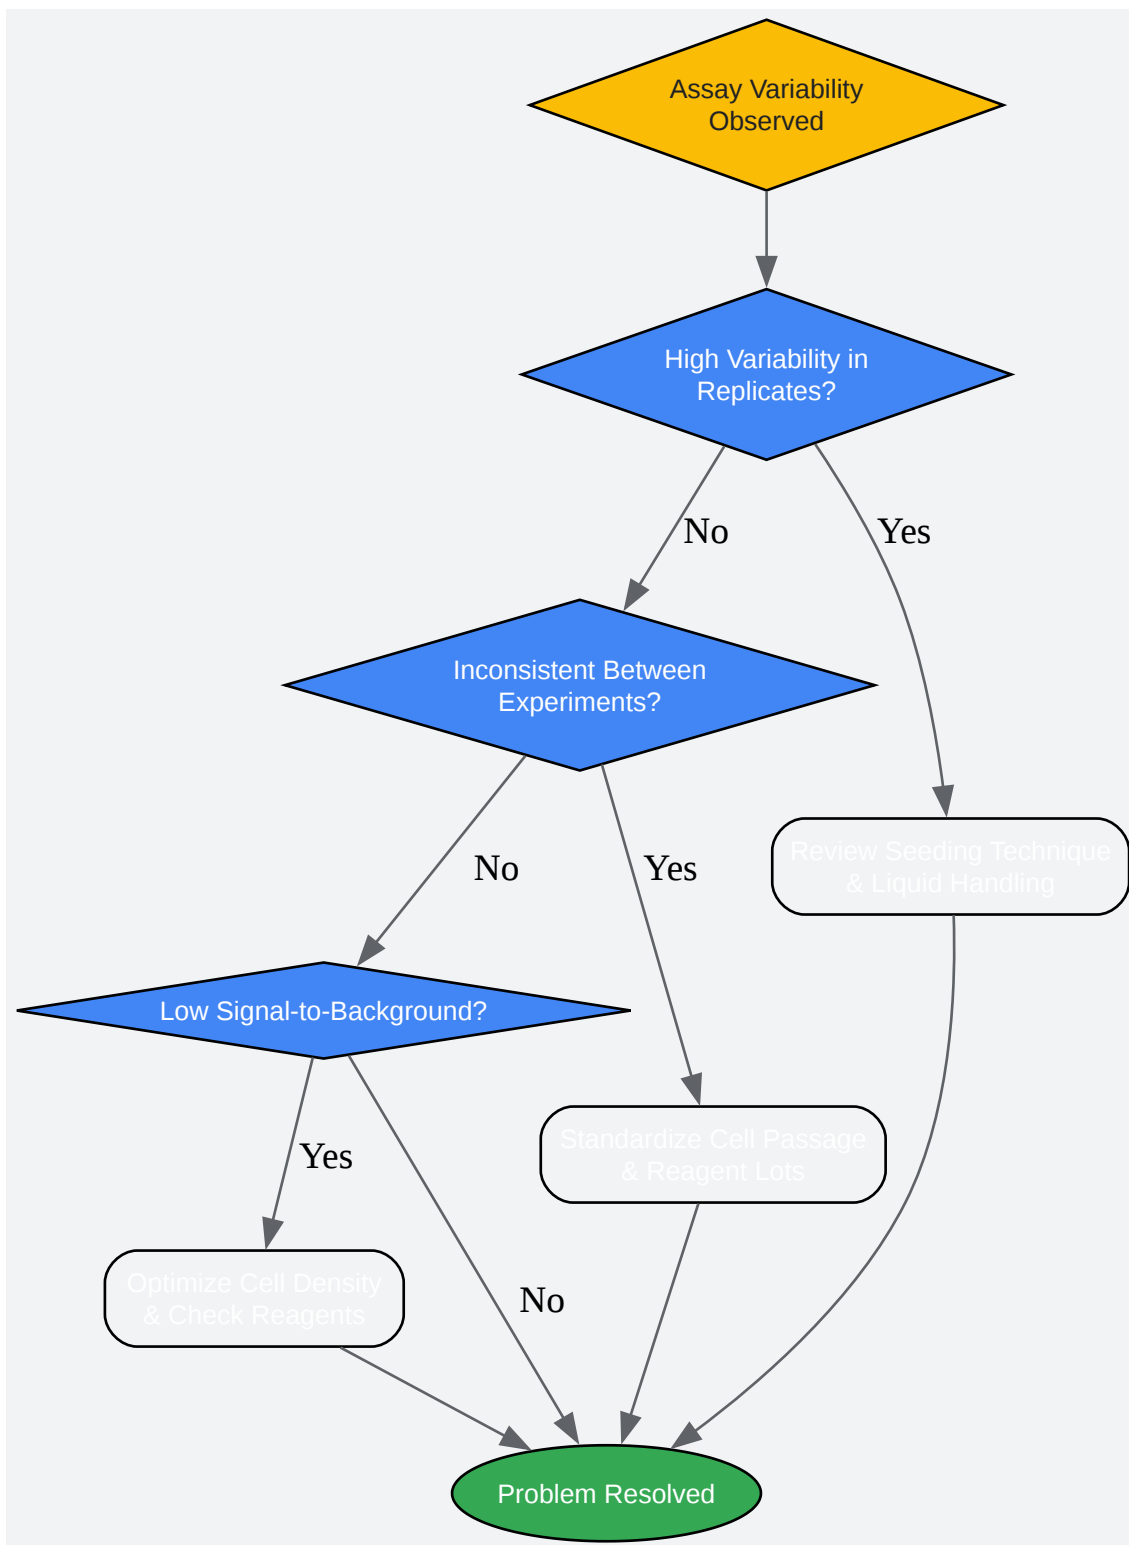 Assay Variability
Observed
High Variability in
Replicates?
No
Yes
Inconsistent Between
Experiments?
No
Yes
Review Seeding Technique
& Liquid Handling
Low Signal-to-Background?
Yes
Standardize Cell Passage
& Reagent Lots
Optimize Cell Density
& Check Reagents
No
Problem Resolved